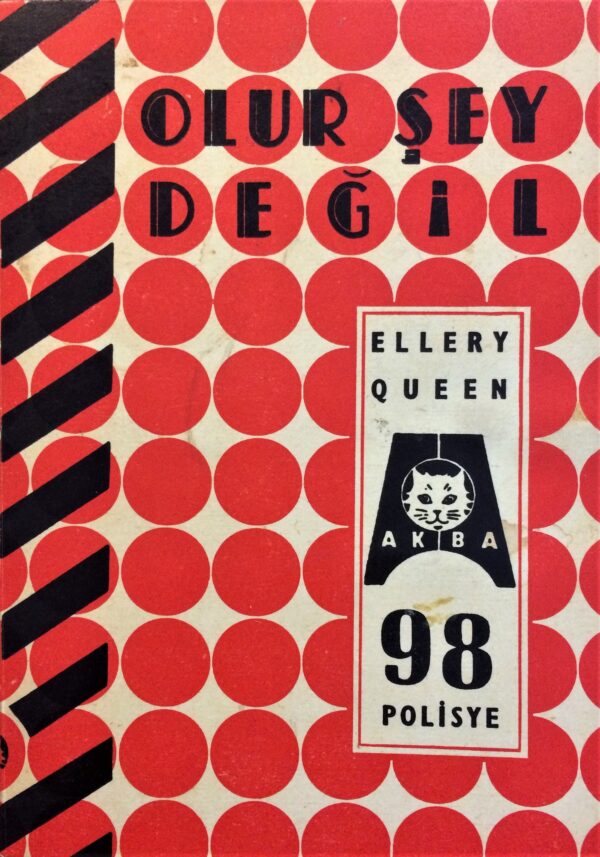 OLUR ŞEY
DEĞİL
ELLERY
QUEEN
AKBA
98
POLİSYE